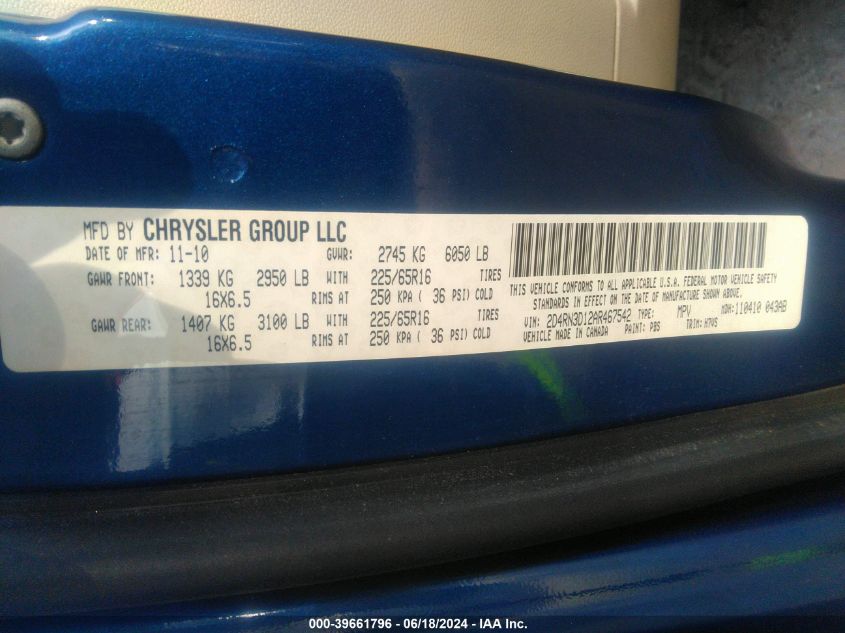 MFD BY CHRYSLER GROUP LLC
DATE OF MFR: 11-10 GVWR: 2745 KG 6050 LB
GAWR FRONT: 1339 KG 2950 LB WITH 225/65R16 TIRES
16X6.5 RIMS AT 250 KPA ( 36 PSI) COLD
GAWR REAR: 1407 KG 3100 LB WITH 225/65R16 TIRES
16X6.5 RIMS AT 250 KPA ( 36 PSI) COLD
THIS VEHICLE CONFORMS TO ALL APPLICABLE U.S.A. FEDERAL MOTOR VEHICLE SAFETY
STANDARDS IN EFFECT ON THE DATE OF MANUFACTURE SHOWN ABOVE.
VIN: 2D4RN3D12AR467542 TYPE: MPV MDH: 110410 043AB
VEHICLE MADE IN CANADA PAINT: PBS TRIM: H7V5
000-39661796 - 06/18/2024 - IAA Inc.